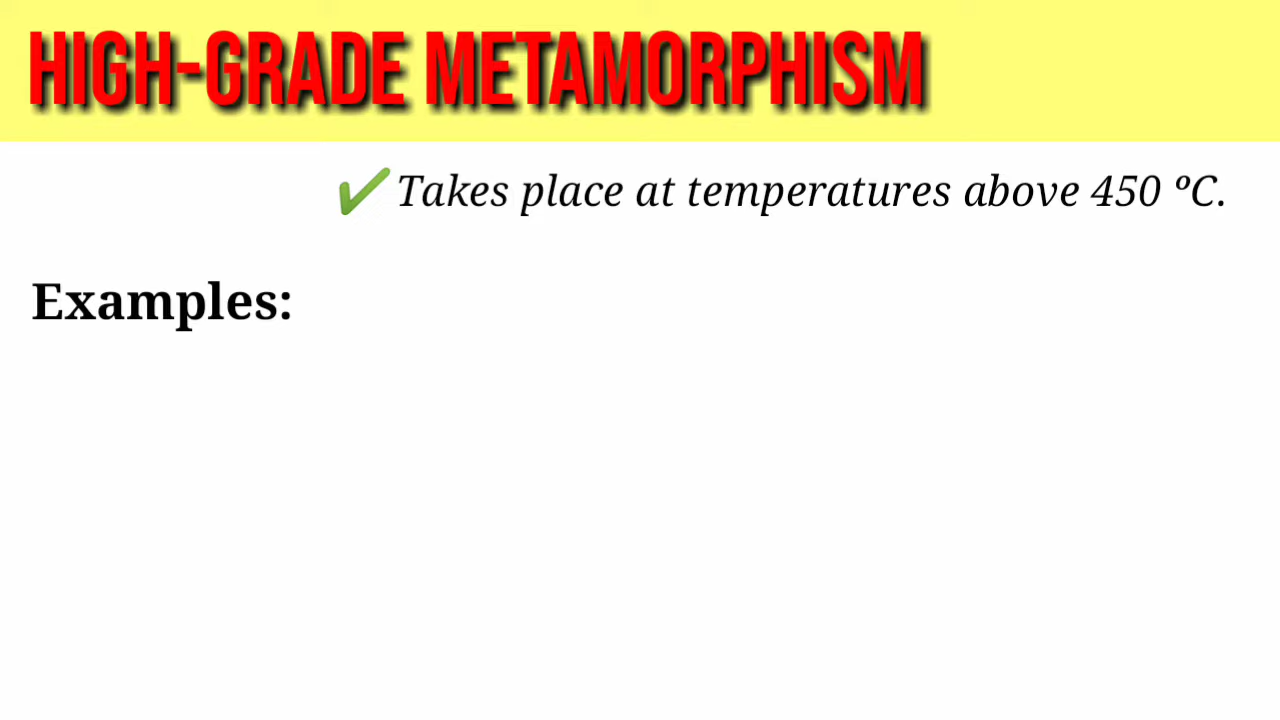 HIGH-GRADE METAMORPHISM
✔Takes place at temperatures above 450 ºC.
Examples: